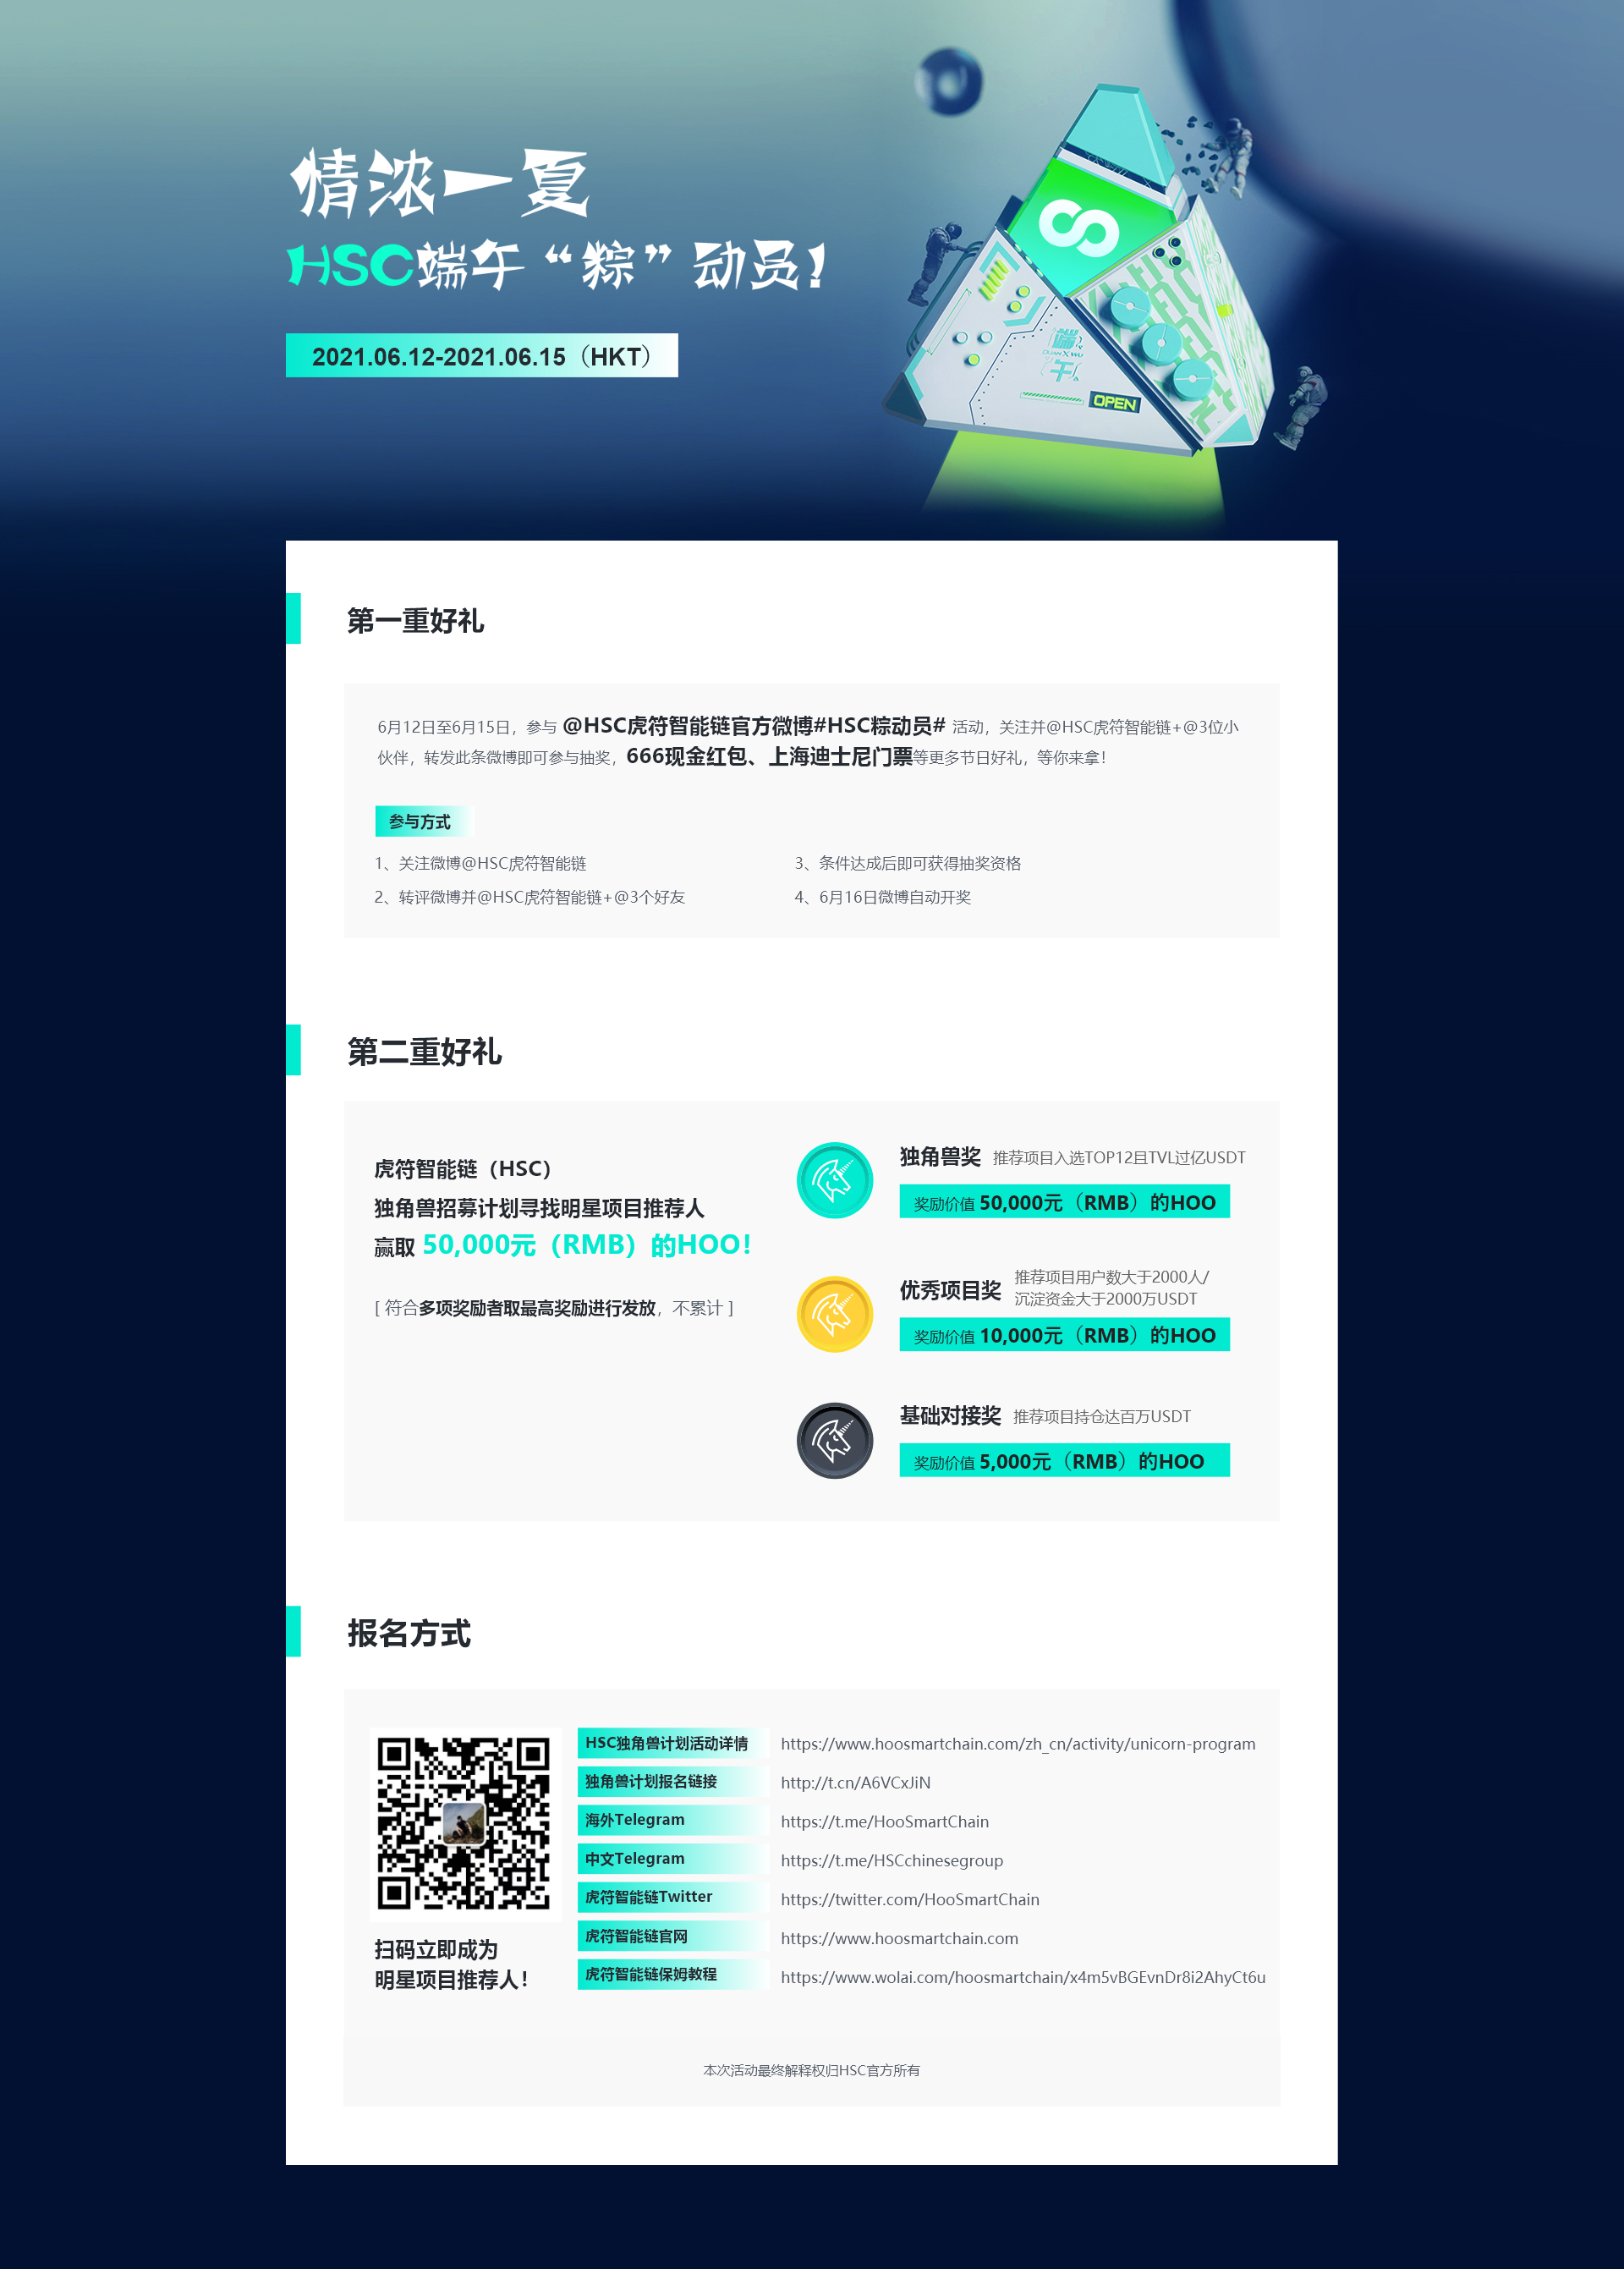 情浓一夏
HSC端午“粽”动员！
2021.06.12-2021.06.15（HKT）
端午
DUAN X WU
OPEN
第一重好礼
6月12日至6月15日，参与 @HSC虎符智能链官方微博#HSC粽动员# 活动，关注并@HSC虎符智能链+@3位小
伙伴，转发此条微博即可参与抽奖，666现金红包、上海迪士尼门票等更多节日好礼，等你来拿！
参与方式
1、关注微博@HSC虎符智能链
2、转评微博并@HSC虎符智能链+@3个好友
3、条件达成后即可获得抽奖资格
4、6月16日微博自动开奖
第二重好礼
虎符智能链（HSC）
独角兽招募计划寻找明星项目推荐人
赢取 50,000元（RMB）的HOO！
[ 符合多项奖励者取最高奖励进行发放，不累计 ]
独角兽奖 推荐项目入选TOP12且TVL过亿USDT
奖励价值 50,000元（RMB）的HOO
优秀项目奖 推荐项目用户数大于2000人/
沉淀资金大于2000万USDT
奖励价值 10,000元（RMB）的HOO
基础对接奖 推荐项目持仓达百万USDT
奖励价值 5,000元（RMB）的HOO
报名方式
扫码立即成为
明星项目推荐人！
HSC独角兽计划活动详情 https://www.hoosmartchain.com/zh_cn/activity/unicorn-program
独角兽计划报名链接 http://t.cn/A6VCxJiN
海外Telegram https://t.me/HooSmartChain
中文Telegram https://t.me/HSCchinesegroup
虎符智能链Twitter https://twitter.com/HooSmartChain
虎符智能链官网 https://www.hoosmartchain.com
虎符智能链保姆教程 https://www.wolai.com/hoosmartchain/x4m5vBGEvnDr8i2AhyCt6u
本次活动最终解释权归HSC官方所有